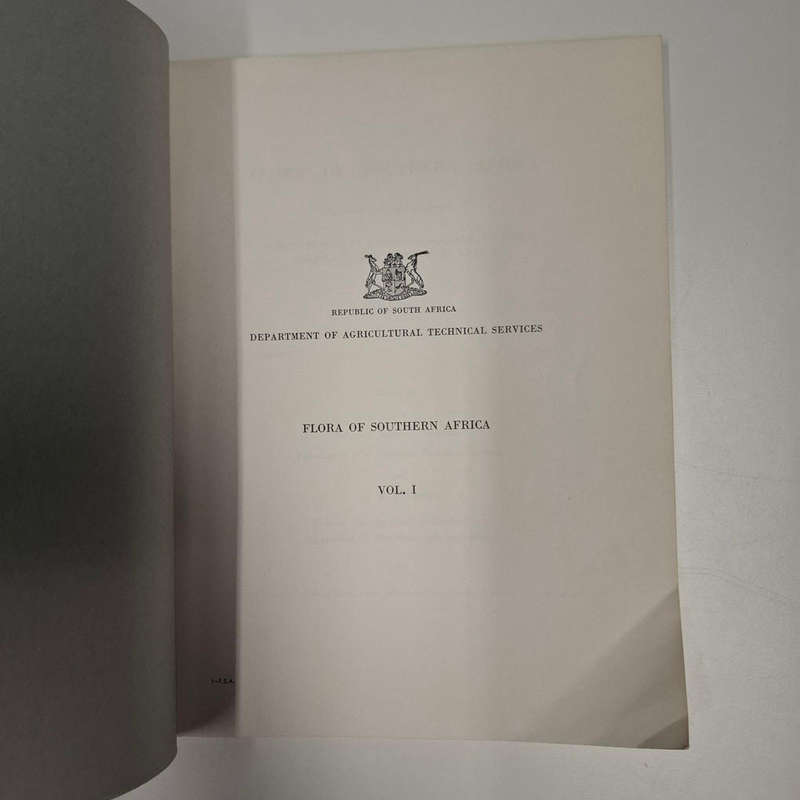 REPUBLIC OF SOUTH AFRICA
DEPARTMENT OF AGRICULTURAL TECHNICAL SERVICES
FLORA OF SOUTHERN AFRICA
VOL. I